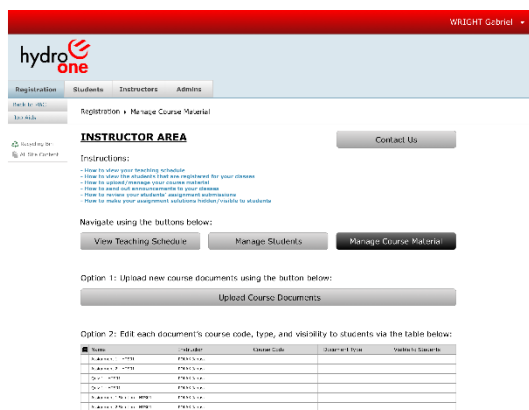 WRIGHT Gabriel
hydro
one
Registration Students Instructors Admins
Registration Manage Course Material
Recycling Bin
All Site Content
INSTRUCTOR AREA
Contact Us
Instructions:
- How to view your teaching schedule
- How to view the students that are registered for your classes
- How to upload/manage your course material
- How to send out announcements to your classes
- How to review your students' assignment submissions
- How to make your assignment solutions hidden/visible to students
Navigate using the buttons below:
View Teaching Schedule Manage Students Manage Course Material
Option 1: Upload new course documents using the button below:
Upload Course Documents
Option 2: Edit each document's course code, type, and visibility to students via the table below:
Name Instructor Course Code Document Type Visible to Students